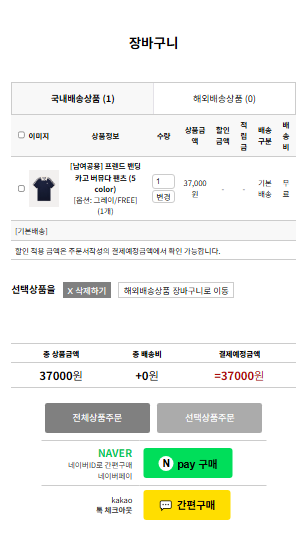 장바구니
국내배송상품 (1)
해외배송상품 (0)
이미지 상품정보 수량 상품금액 할인금액 적립금 배송구분 배송비
[남여공용] 프렌드 밴딩
카고 버뮤다 팬츠 (5
color)
[옵션: 그레이/FREE]
(1개)
1
변경
37,000
원
-
-
기본
배송
무
료
[기본배송]
할인 적용 금액은 주문서작성의 결제예정금액에서 확인 가능합니다.
선택상품을 X 삭제하기 해외배송상품 장바구니로 이동
총 상품금액 총 배송비 결제예정금액
37000원 +0원 =37000원
전체상품주문 선택상품주문
NAVER
네이버ID로 간편구매
네이버페이
N pay 구매
kakao
톡 체크아웃
간편구매